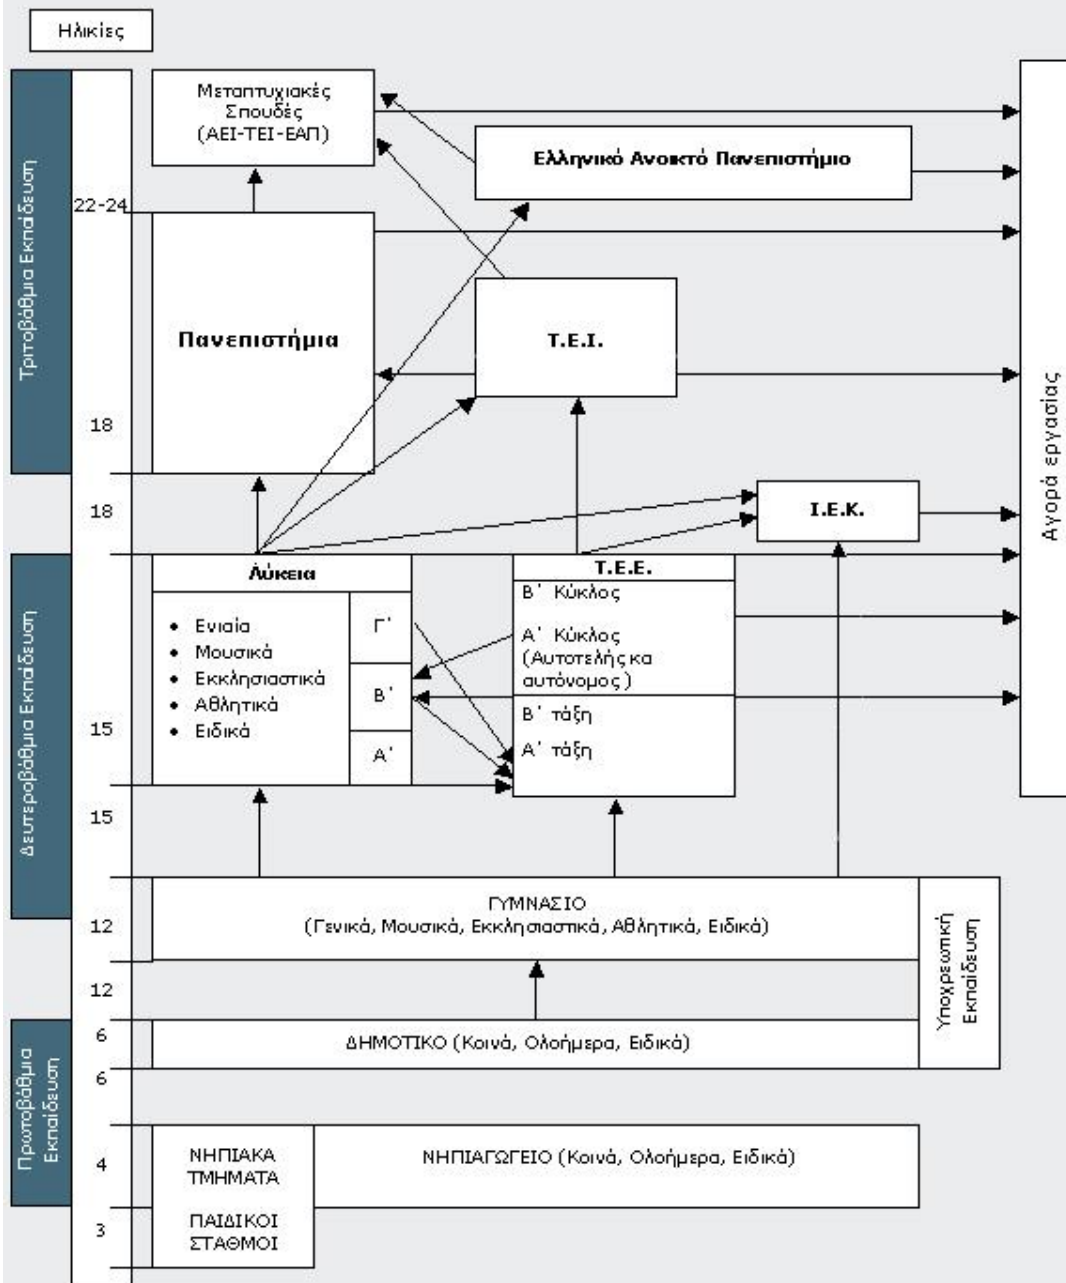 Ηλικίες
Μεταπτυχιακές
Σπουδές
(ΑΕΙ-ΤΕΙ-ΕΑΠ)
Ελληνικό Ανοικτό Πανεπιστήμιο
Τριτοβάθμια Εκπαίδευση
22-24
Πανεπιστήμια
Τ.Ε.Ι.
18
Αγορά εργασίας
18
Ι.Ε.Κ.
Δευτεροβάθμια Εκπαίδευση
Λύκεια
• Ενιαία
• Μουσικά
• Εκκλησιαστικά
• Αθλητικά
• Ειδικά
Γ΄
Β΄
Α΄
Τ.Ε.Ε.
Β΄ Κύκλος
Α΄ Κύκλος
(Αυτοτελής κα
αυτόνομος)
Β΄ τάξη
Α΄ τάξη
15
15
12
ΓΥΜΝΑΣΙΟ
(Γενικά, Μουσικά, Εκκλησιαστικά, Αθλητικά, Ειδικά)
Υποχρεωτική
Εκπαίδευση
12
Πρωτοβάθμια
Εκπαίδευση
6
ΔΗΜΟΤΙΚΟ (Κοινά, Ολοήμερα, Ειδικά)
6
4
ΝΗΠΙΑΚΑ
ΤΜΗΜΑΤΑ
ΝΗΠΙΑΓΩΓΕΙΟ (Κοινά, Ολοήμερα, Ειδικά)
3
ΠΑΙΔΙΚΟΙ
ΣΤΑΘΜΟΙ